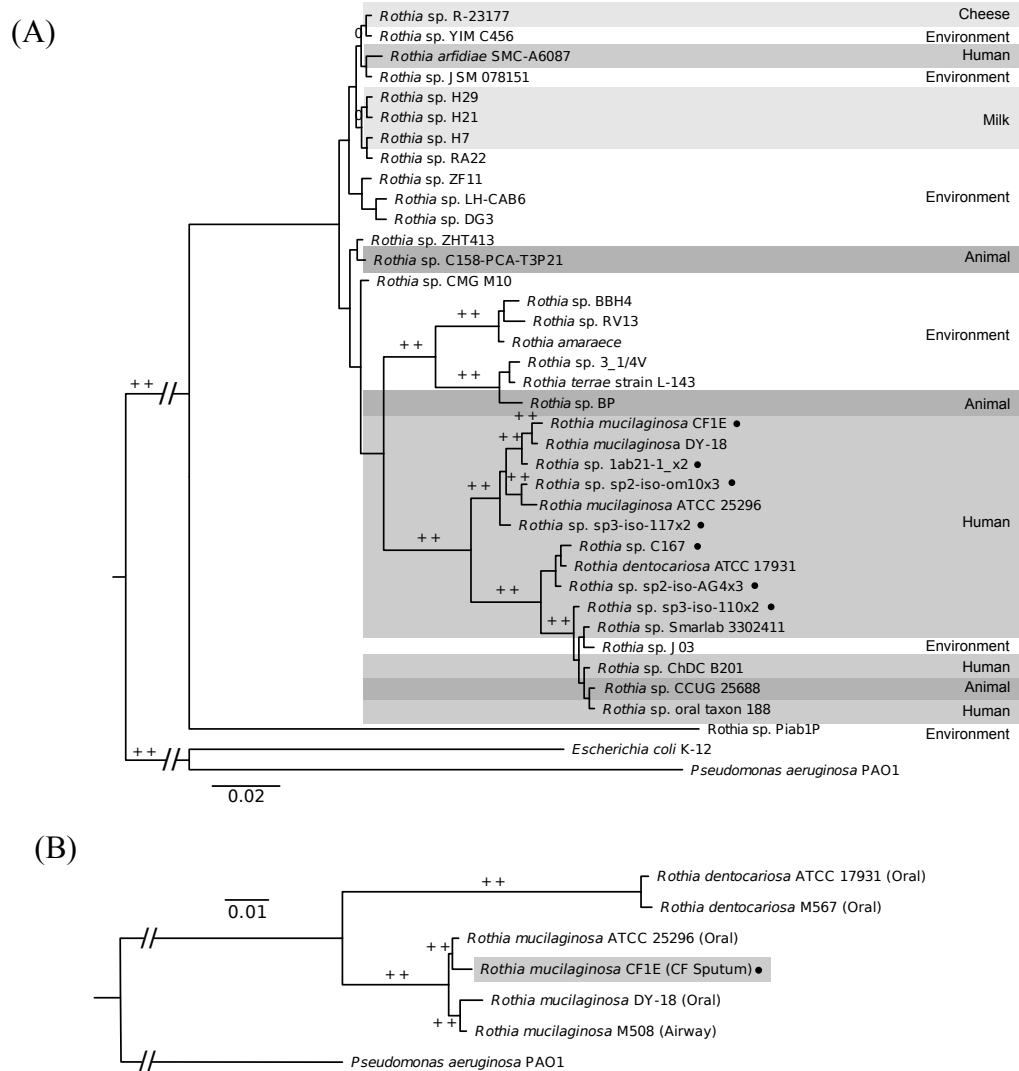 (A)
Rothia sp. R-23177 Cheese
Rothia sp. YIM C456 Environment
Rothia arfidiae SMC-A6087 Human
Rothia sp. JSM 078151 Environment
Rothia sp. H29
Rothia sp. H21 Milk
Rothia sp. H7
Rothia sp. RA22
Rothia sp. ZF11
Rothia sp. LH-CAB6 Environment
Rothia sp. DG3
Rothia sp. ZHT413
Rothia sp. C158-PCA-T3P21 Animal
Rothia sp. CMG M10
Rothia sp. BBH4
++ Rothia sp. RV13 Environment
++ Rothia amaraece
Rothia sp. 3_1/4V
++ ++ Rothia terrae strain L-143
Rothia sp. BP Animal
++ Rothia mucilaginosa CF1E ●
++ Rothia mucilaginosa DY-18
Rothia sp. 1ab21-1_x2 ●
++ ++ Rothia sp. sp2-iso-om10x3 ●
Rothia mucilaginosa ATCC 25296
Rothia sp. sp3-iso-117x2 ● Human
++ Rothia sp. C167 ●
Rothia dentocariosa ATCC 17931
++ Rothia sp. sp2-iso-AG4x3 ●
Rothia sp. sp3-iso-110x2 ●
++ Rothia sp. Smarlab 3302411
Rothia sp. J03 Environment
Rothia sp. ChDC B201 Human
Rothia sp. CCUG 25688 Animal
Rothia sp. oral taxon 188 Human
Rothia sp. Piab1P Environment
++ Escherichia coli K-12
Pseudomonas aeruginosa PAO1
0.02
(B)
++ Rothia dentocariosa ATCC 17931 (Oral)
0.01 Rothia dentocariosa M567 (Oral)
++ Rothia mucilaginosa ATCC 25296 (Oral)
++ Rothia mucilaginosa CF1E (CF Sputum) ●
Rothia mucilaginosa DY-18 (Oral)
++ Rothia mucilaginosa M508 (Airway)
Pseudomonas aeruginosa PAO1